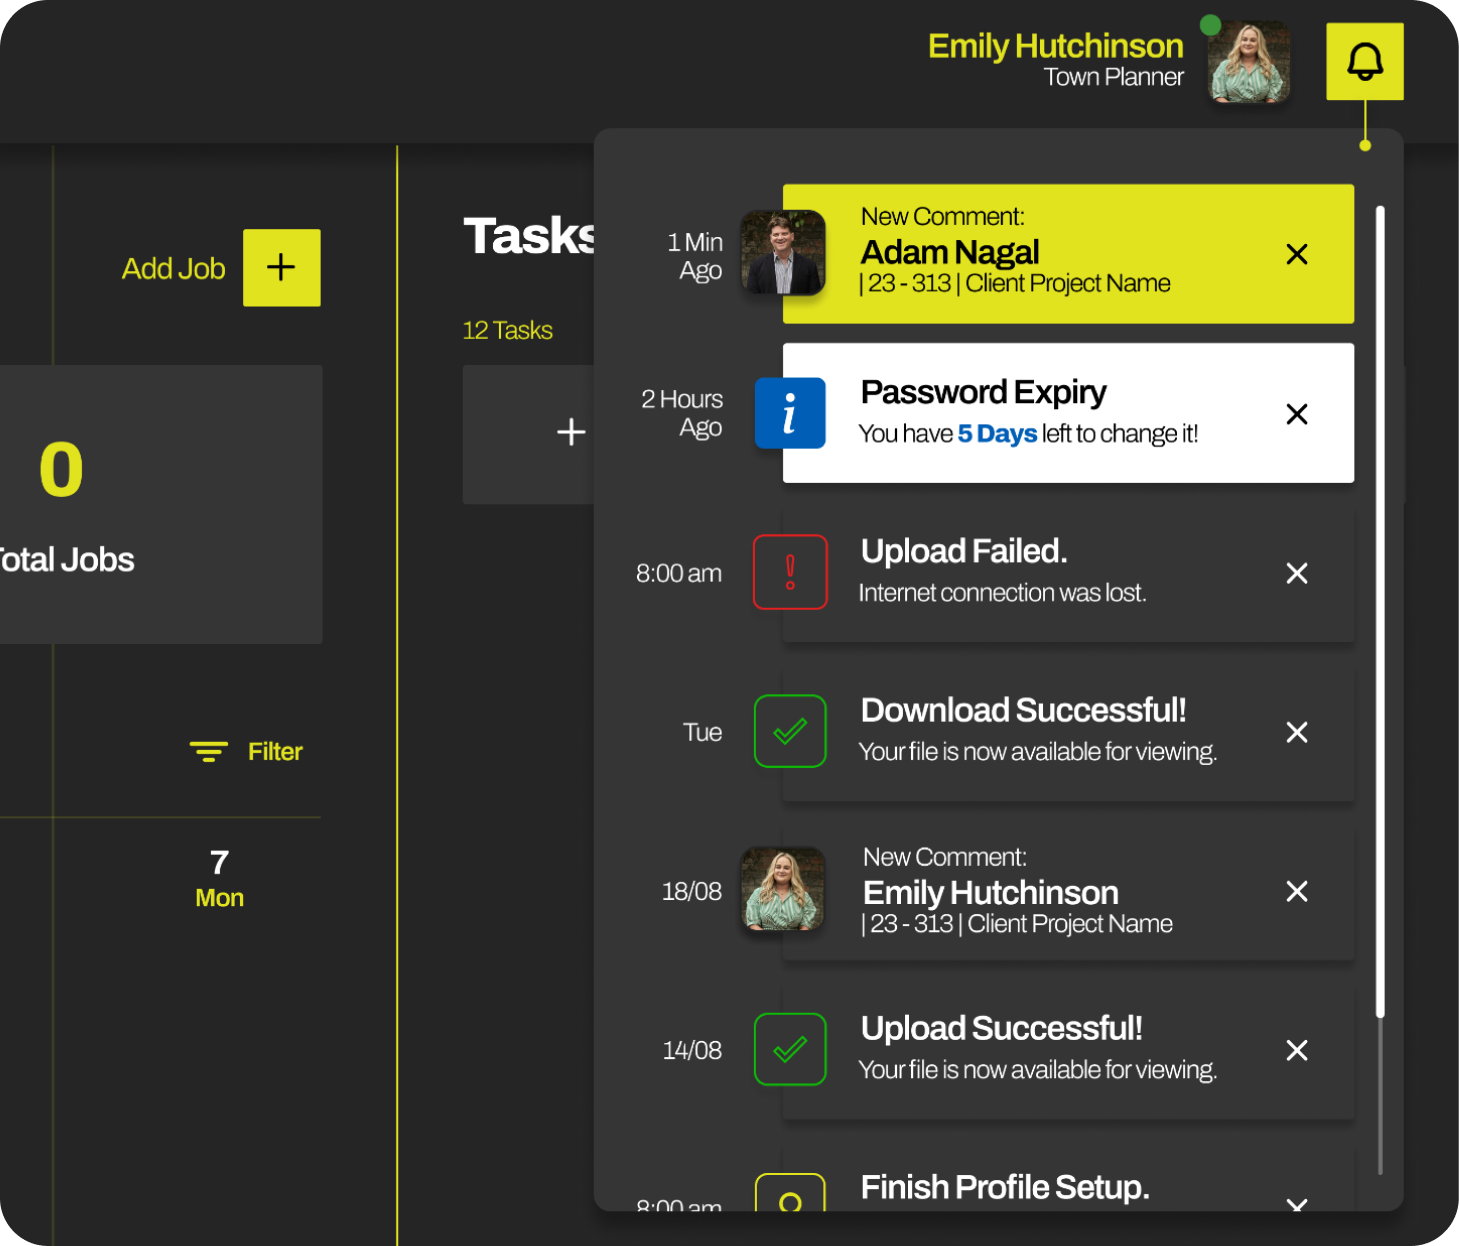 Emily Hutchinson
Town Planner
Add Job
0
Total Jobs
Filter
7
Mon
Tasks
12 Tasks
1 Min
Ago
New Comment:
Adam Nagal
| 23 - 313 | Client Project Name
2 Hours
Ago
i
Password Expiry
You have 5 Days left to change it!
8:00 am
!
Upload Failed.
Internet connection was lost.
Tue
Download Successful!
Your file is now available for viewing.
18/08
New Comment:
Emily Hutchinson
| 23 - 313 | Client Project Name
14/08
Upload Successful!
Your file is now available for viewing.
8:00 am
Finish Profile Setup.